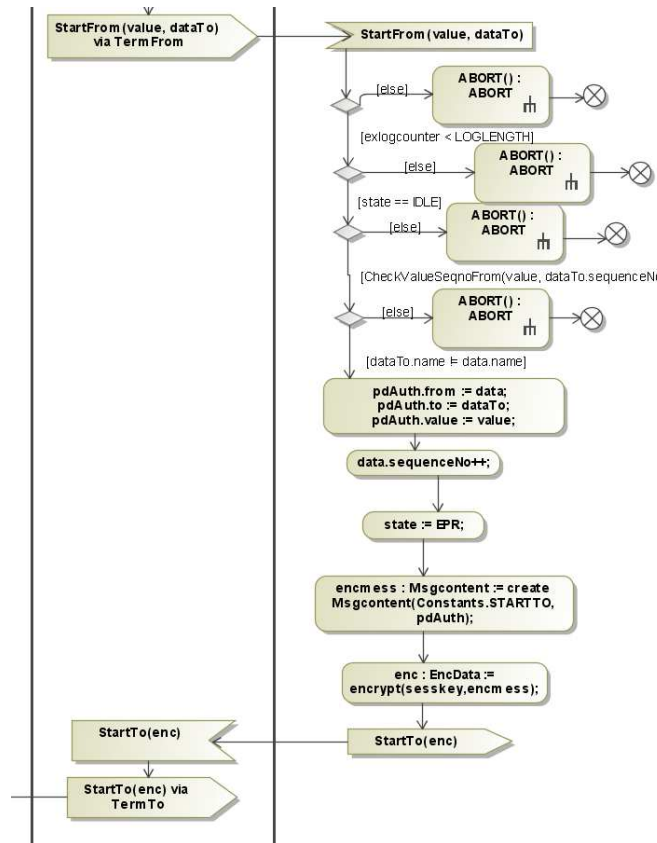 StartFrom (value, dataTo)
via TermFrom
StartFrom (value, dataTo)
[else]
ABORT() :
ABORT
[exlogcounter < LOGLENGTH]
[else]
ABORT() :
ABORT
[state == IDLE]
[else]
ABORT() :
ABORT
[CheckValueSeqnoFrom(value, dataTo.sequenceNo
[else]
ABORT() :
ABORT
[dataTo.name != data.name]
pdAuth.from := data;
pdAuth.to := dataTo;
pdAuth.value := value;
data.sequenceNo++;
state := EPR;
encmess : Msgcontent := create
Msgcontent(Constants.STARTTO,
pdAuth);
enc : EncData :=
encrypt(sesskey,encmess);
StartTo(enc)
StartTo(enc)
StartTo(enc) via
TermTo